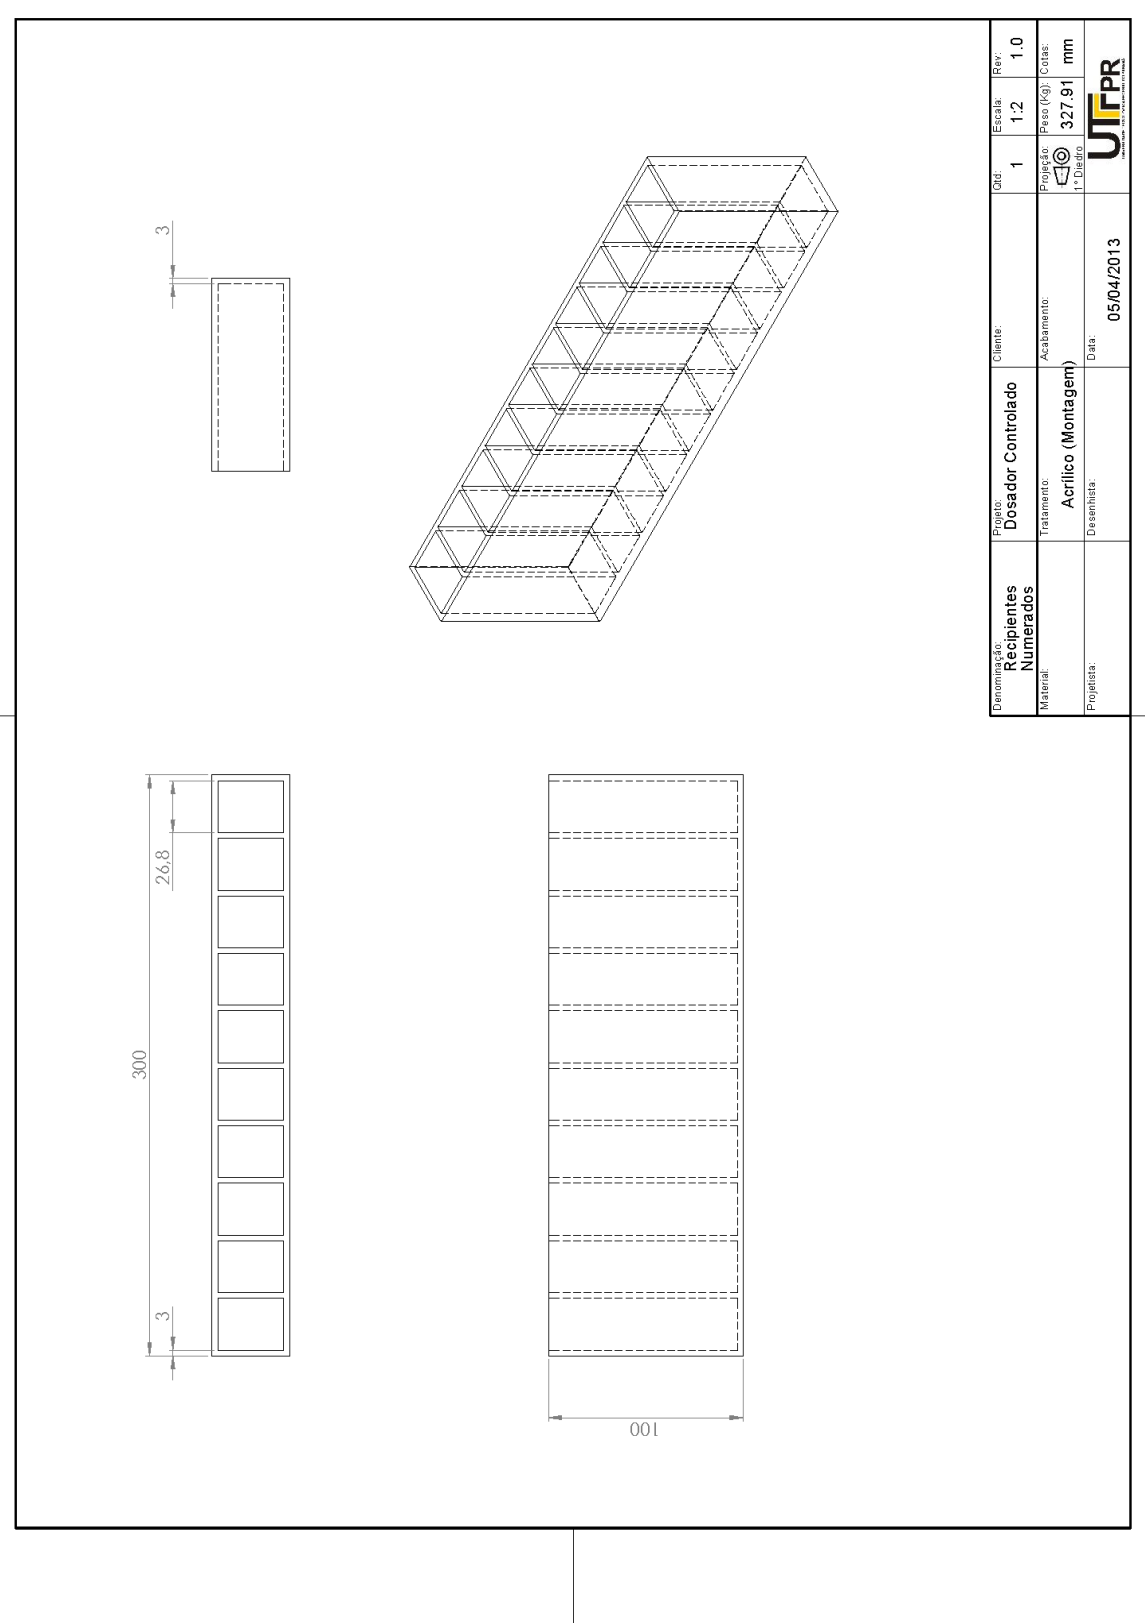 Denominação:
Recipientes
Numerados
Projeto:
Dosador Controlado
Cliente:
Qtd:
1
Escala:
1:2
Rev:
1.0
Material:
Tratamento:
Acrílico (Montagem)
Acabamento:
Projeção:
1° Diedro
Peso (Kg):
327.91
Cotas:
mm
Projetista:
Desenhista:
Data:
05/04/2013
UTFPR
3
300
26,8
3
100